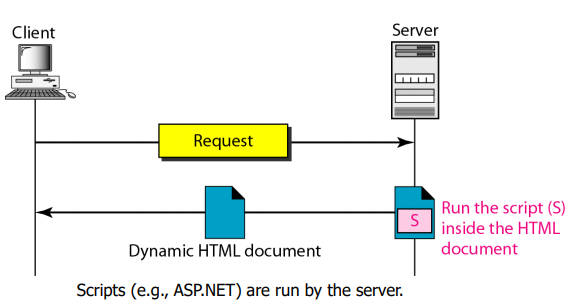 Client
Server
Request
S
Run the script (S)
inside the HTML
document
Dynamic HTML document
Scripts (e.g., ASP.NET) are run by the server.